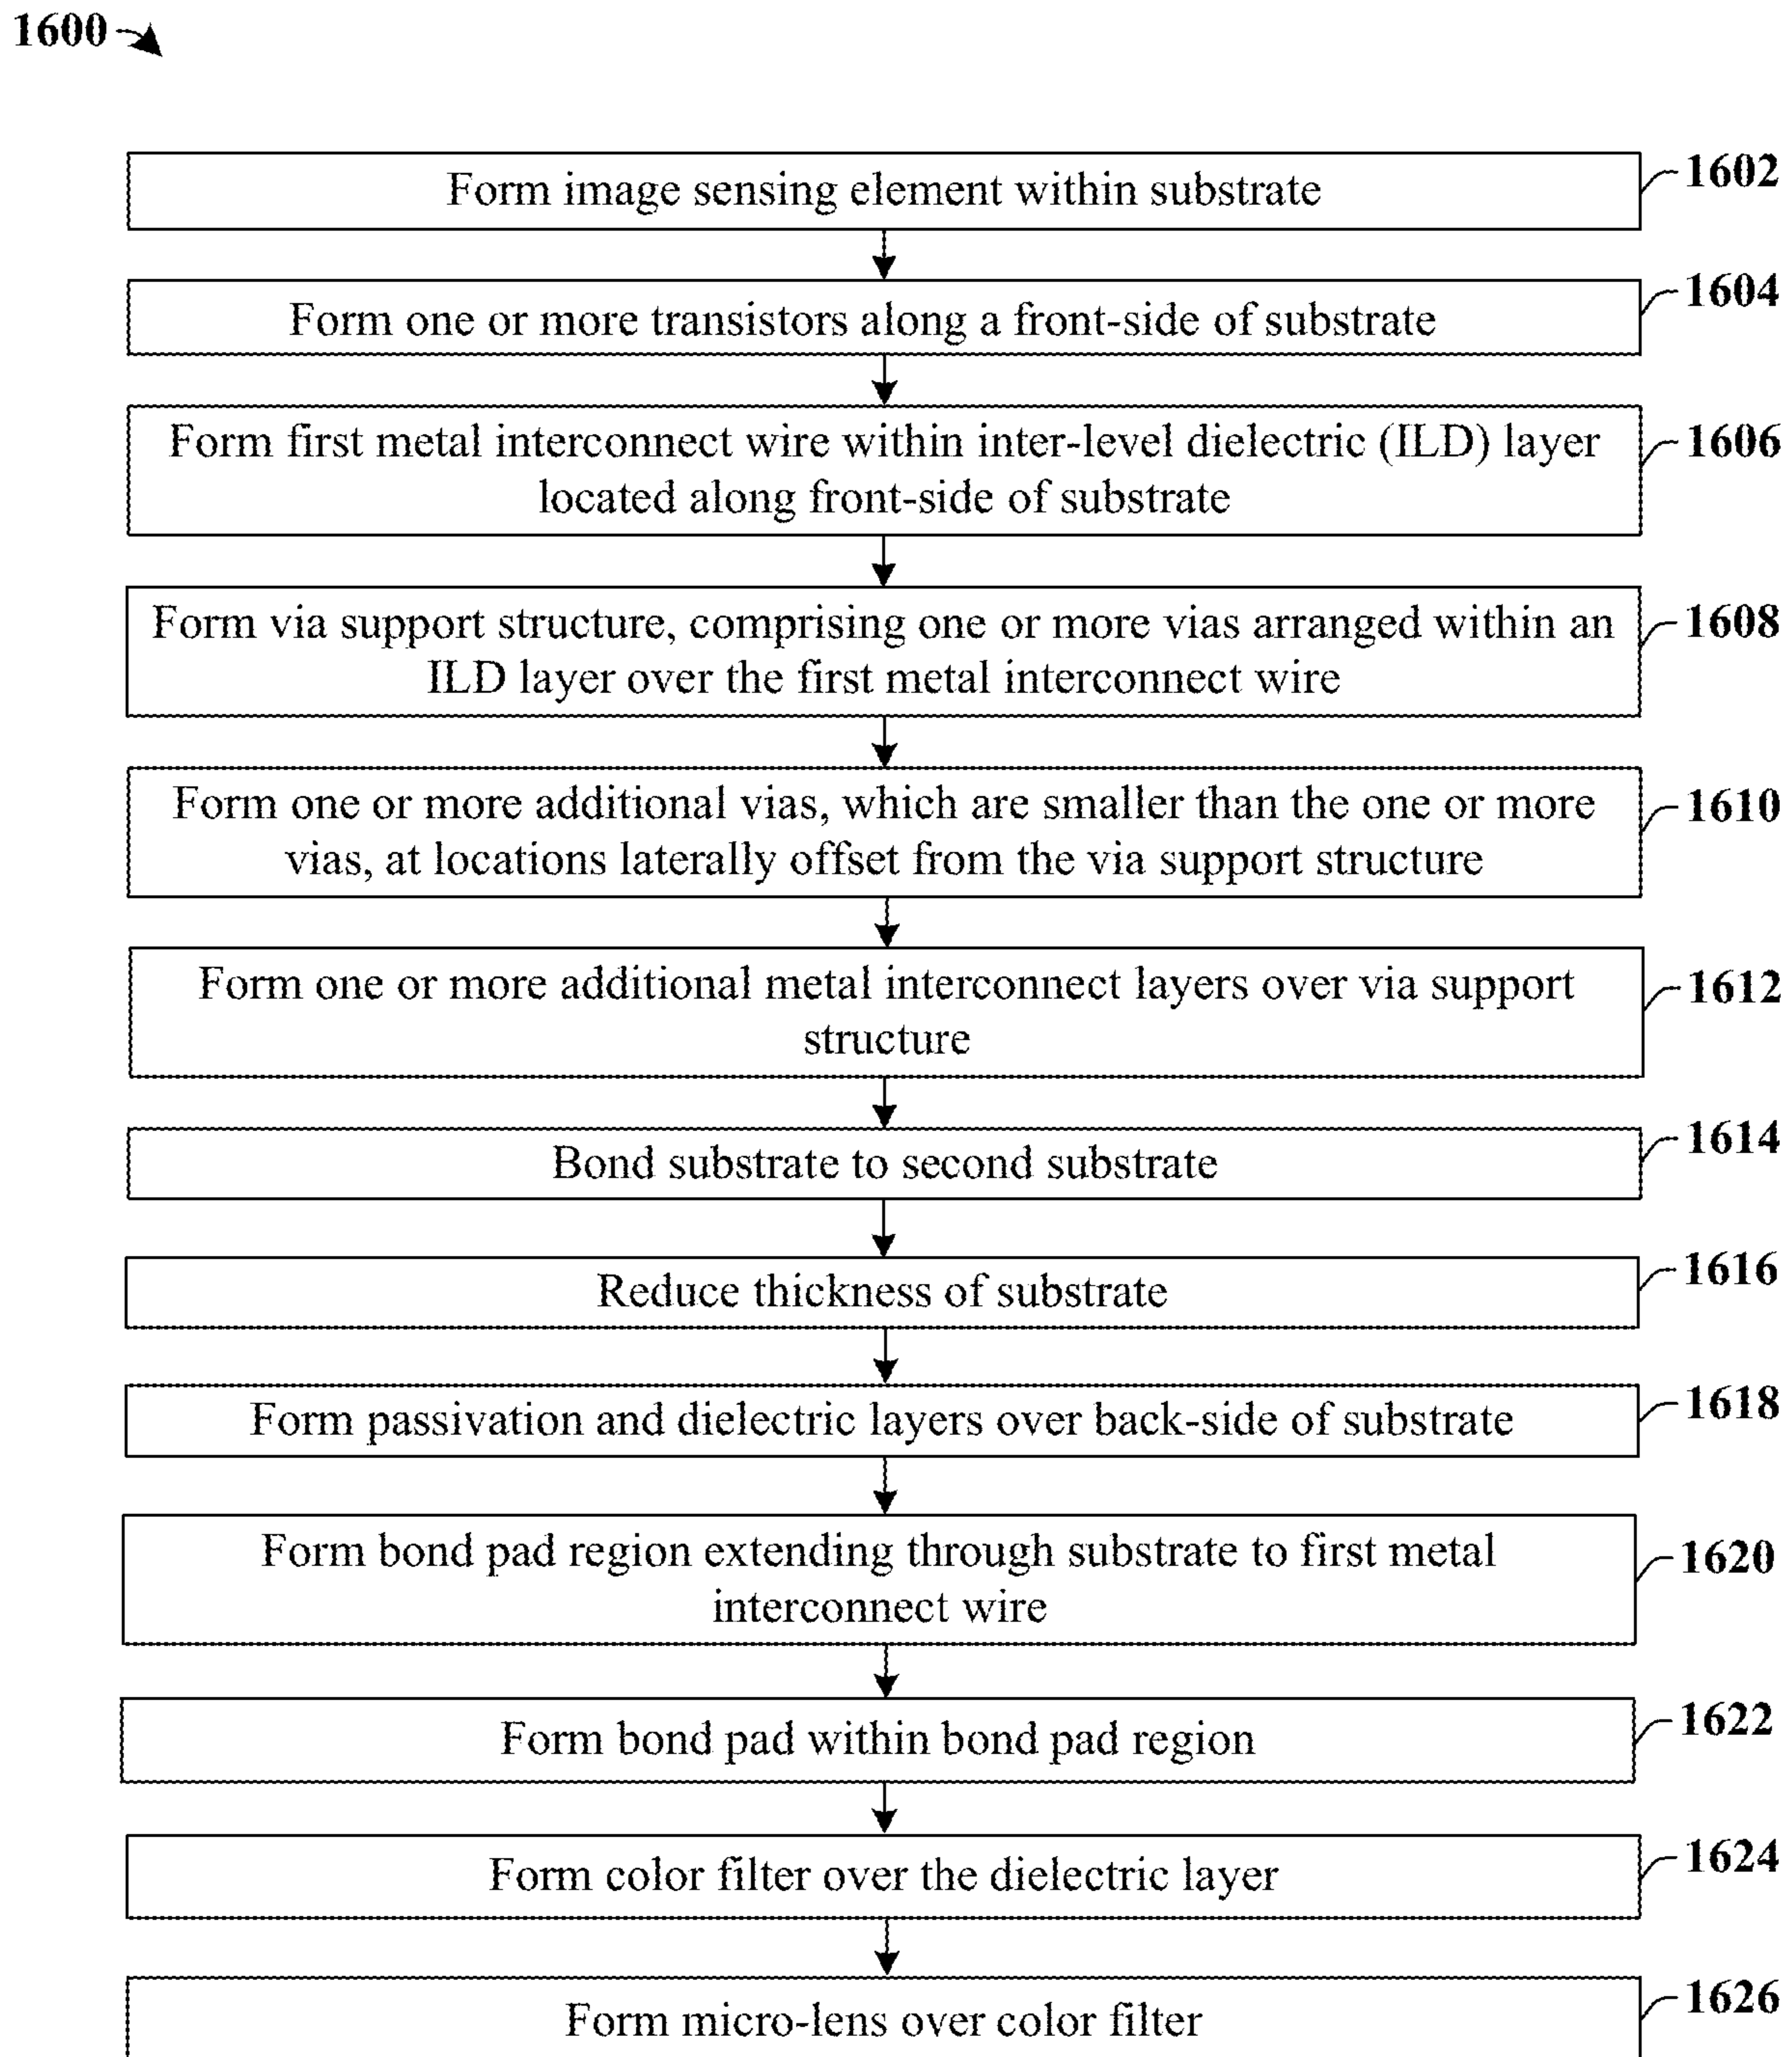 1600
Form image sensing element within substrate
1602
Form one or more transistors along a front-side of substrate
1604
Form first metal interconnect wire within inter-level dielectric (ILD) layer
located along front-side of substrate
1606
Form via support structure, comprising one or more vias arranged within an
ILD layer over the first metal interconnect wire
1608
Form one or more additional vias, which are smaller than the one or more
vias, at locations laterally offset from the via support structure
1610
Form one or more additional metal interconnect layers over via support
structure
1612
Bond substrate to second substrate
1614
Reduce thickness of substrate
1616
Form passivation and dielectric layers over back-side of substrate
1618
Form bond pad region extending through substrate to first metal
interconnect wire
1620
Form bond pad within bond pad region
1622
Form color filter over the dielectric layer
1624
Form micro-lens over color filter
1626